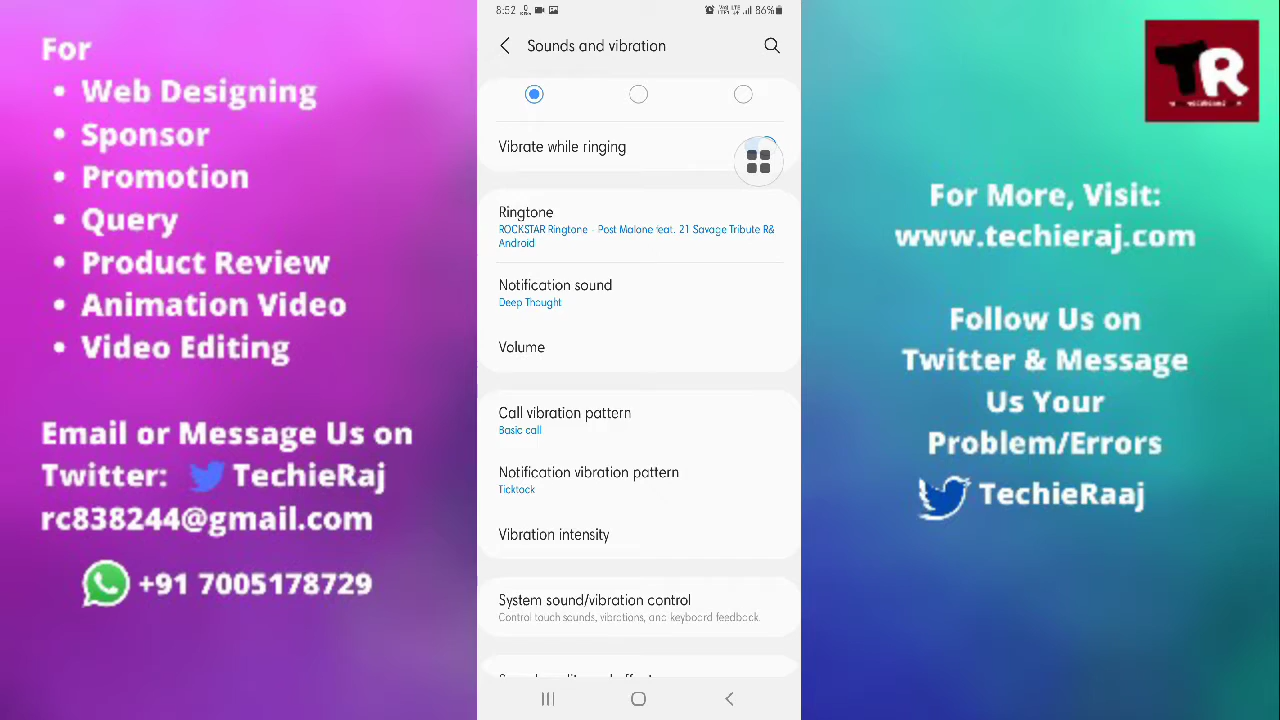 For
• Web Designing
• Sponsor
• Promotion
• Query
• Product Review
• Animation Video
• Video Editing
Email or Message Us on
Twitter: TechieRaj
rc838244@gmail.com
+91 7005178729
8:52
86%
Sounds and vibration
Vibrate while ringing
Ringtone
ROCKSTAR Ringtone - Post Malone feat. 21 Savage Tribute R&
Android
Notification sound
Deep Thought
Volume
Call vibration pattern
Basic call
Notification vibration pattern
Ticktock
Vibration intensity
System sound/vibration control
Control touch sounds, vibrations, and keyboard feedback.
TR
For More, Visit:
www.techieraj.com
Follow Us on
Twitter & Message
Us Your
Problem/Errors
TechieRaaj